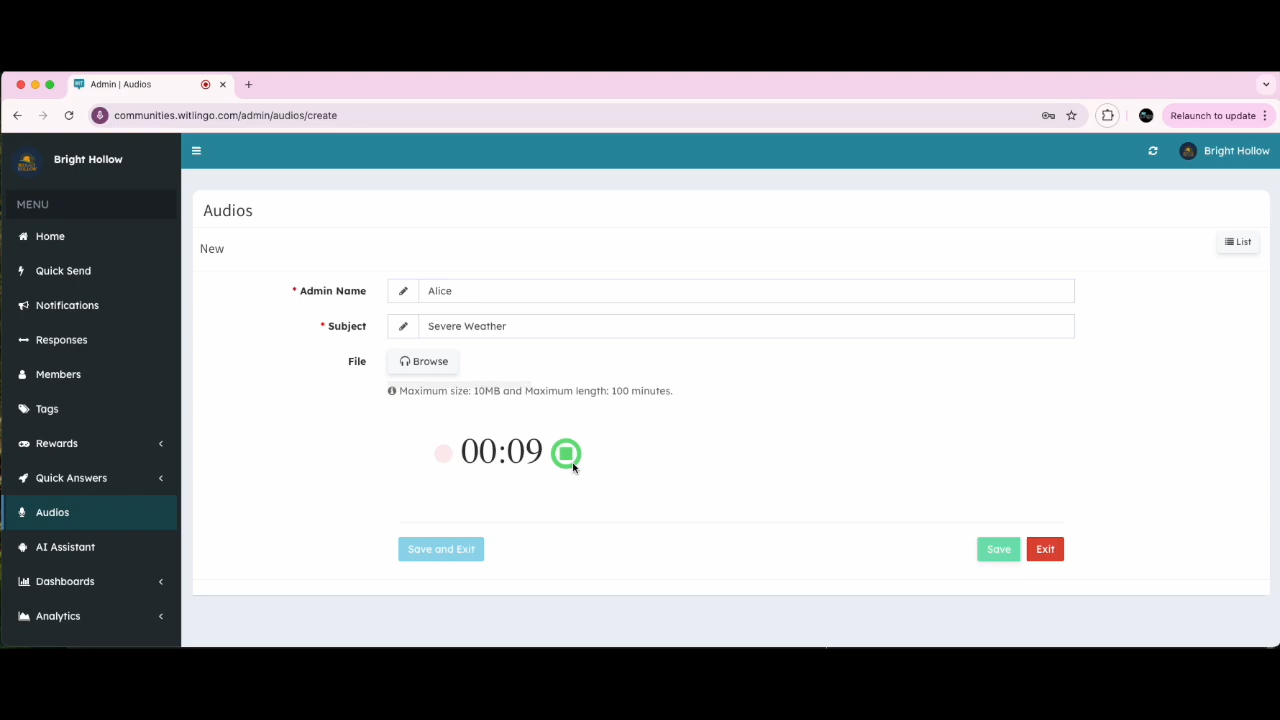 Admin | Audios
communities.witlingo.com/admin/audios/create
Relaunch to update
Bright Hollow
Bright Hollow
MENU
Home
Quick Send
Notifications
Responses
Members
Tags
Rewards
Quick Answers
Audios
AI Assistant
Dashboards
Analytics
Audios
New
List
* Admin Name
Alice
* Subject
Severe Weather
File
Browse
Maximum size: 10MB and Maximum length: 100 minutes.
00:09
Save and Exit
Save
Exit